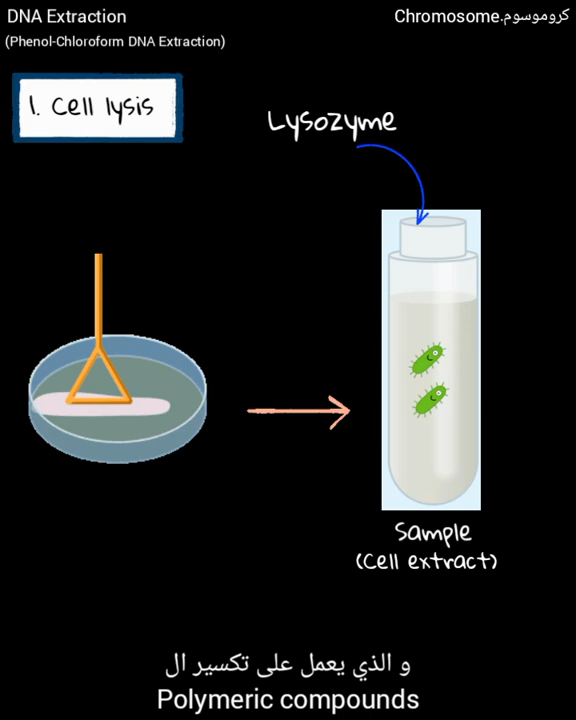 DNA Extraction
Chromosome.كروموسوم
(Phenol-Chloroform DNA Extraction)
1. Cell lysis
Lysozyme
Sample
(Cell extract)
و الذي يعمل على تكسير ال
Polymeric compounds